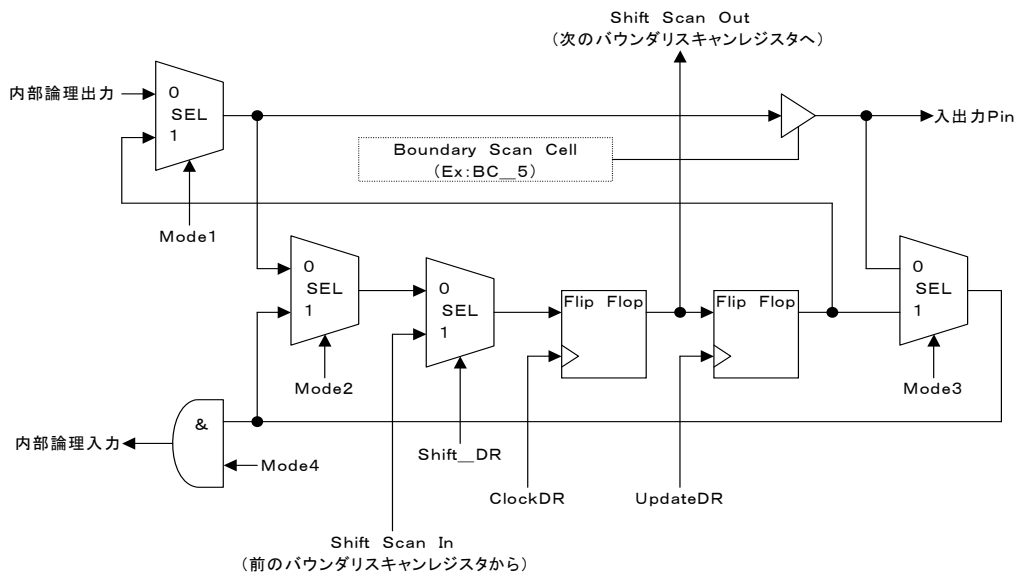 Shift Scan Out
(次のバウンダリスキャンレジスタへ)
内部論理出力
0
SEL
1
入出力Pin
Boundary Scan Cell
(Ex:BC__5)
Mode1
0
SEL
1
0
SEL
1
Flip Flop
Flip Flop
0
SEL
1
Mode2
Mode3
&
内部論理入力
Mode4
Shift__DR
ClockDR
UpdateDR
Shift Scan In
(前のバウンダリスキャンレジスタから)